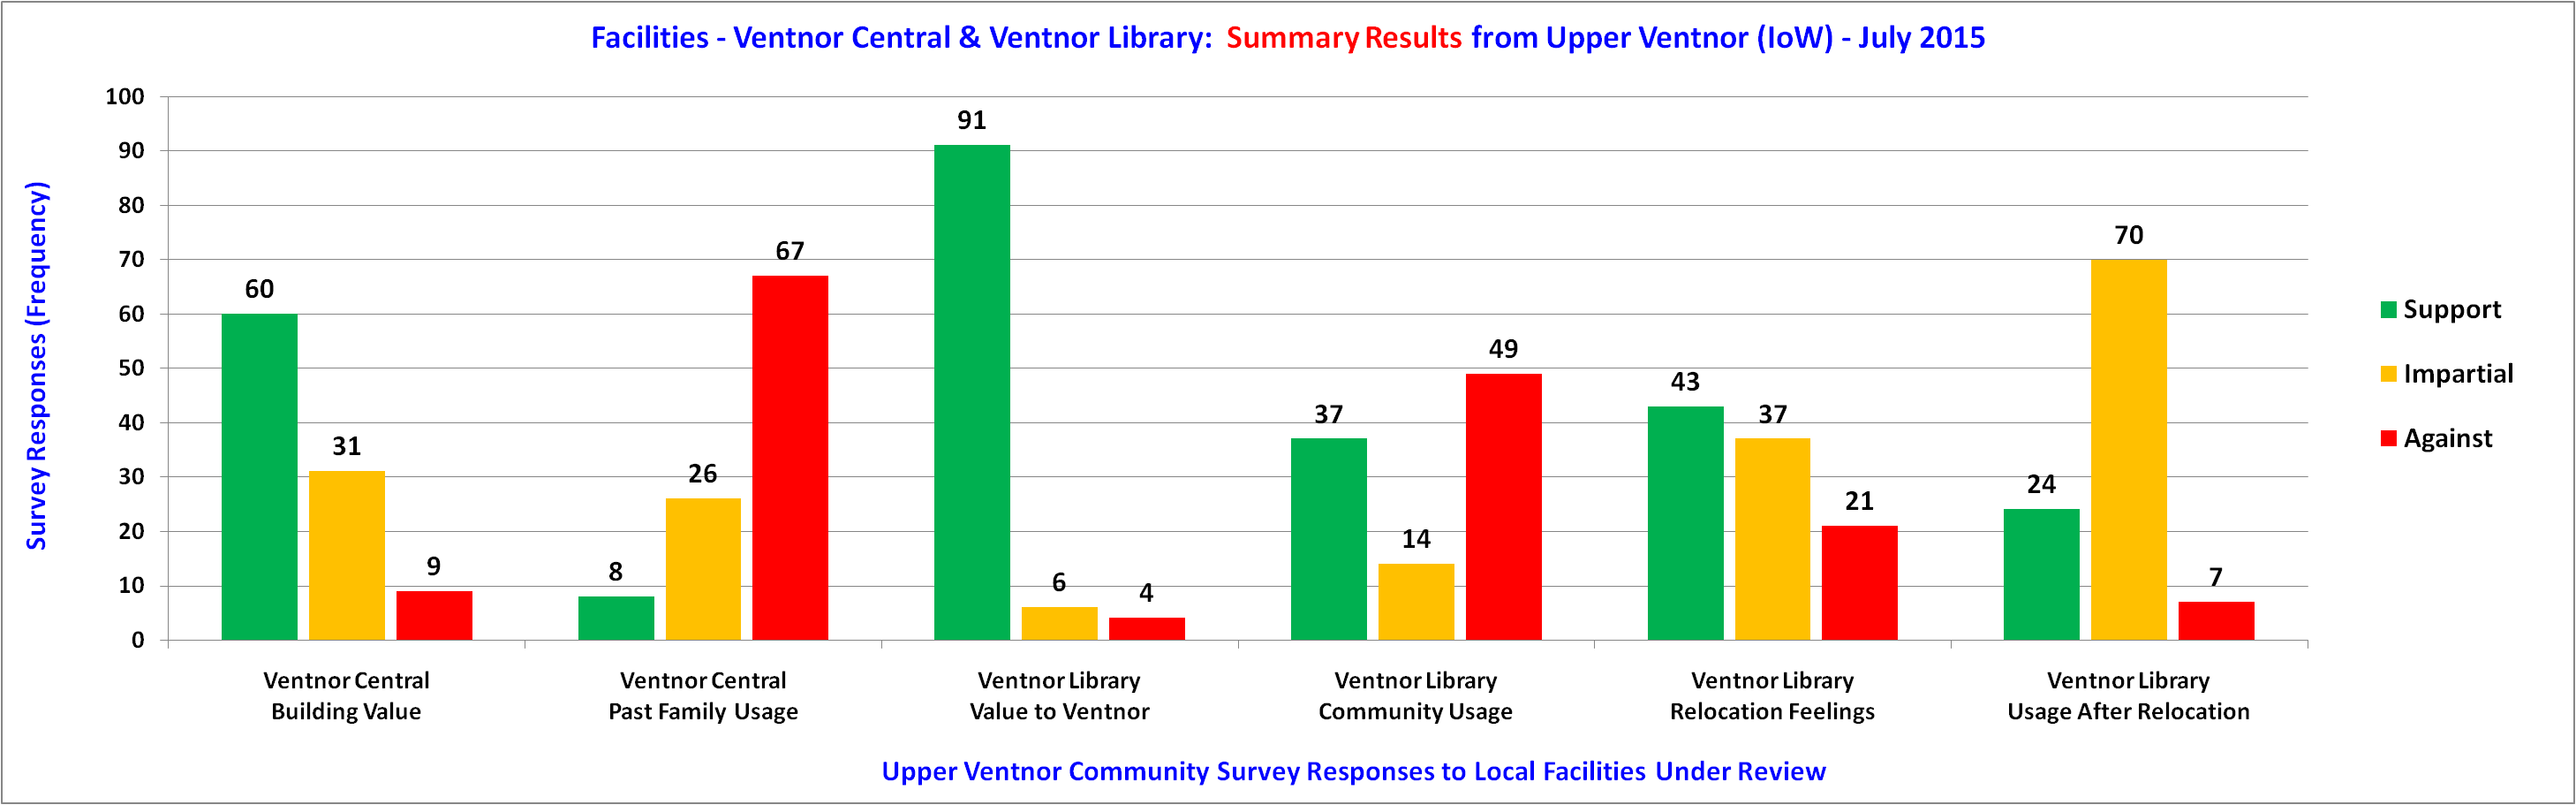 Facilities - Ventnor Central & Ventnor Library: Summary Results from Upper Ventnor (IoW) - July 2015
Survey Responses (Frequency)
100
90
80
70
60
50
40
30
20
10
0
60
31
9
8
26
67
91
6
4
37
14
49
43
37
21
24
70
7
Ventnor Central
Building Value
Ventnor Central
Past Family Usage
Ventnor Library
Value to Ventnor
Ventnor Library
Community Usage
Ventnor Library
Relocation Feelings
Ventnor Library
Usage After Relocation
Upper Ventnor Community Survey Responses to Local Facilities Under Review
Support
Impartial
Against